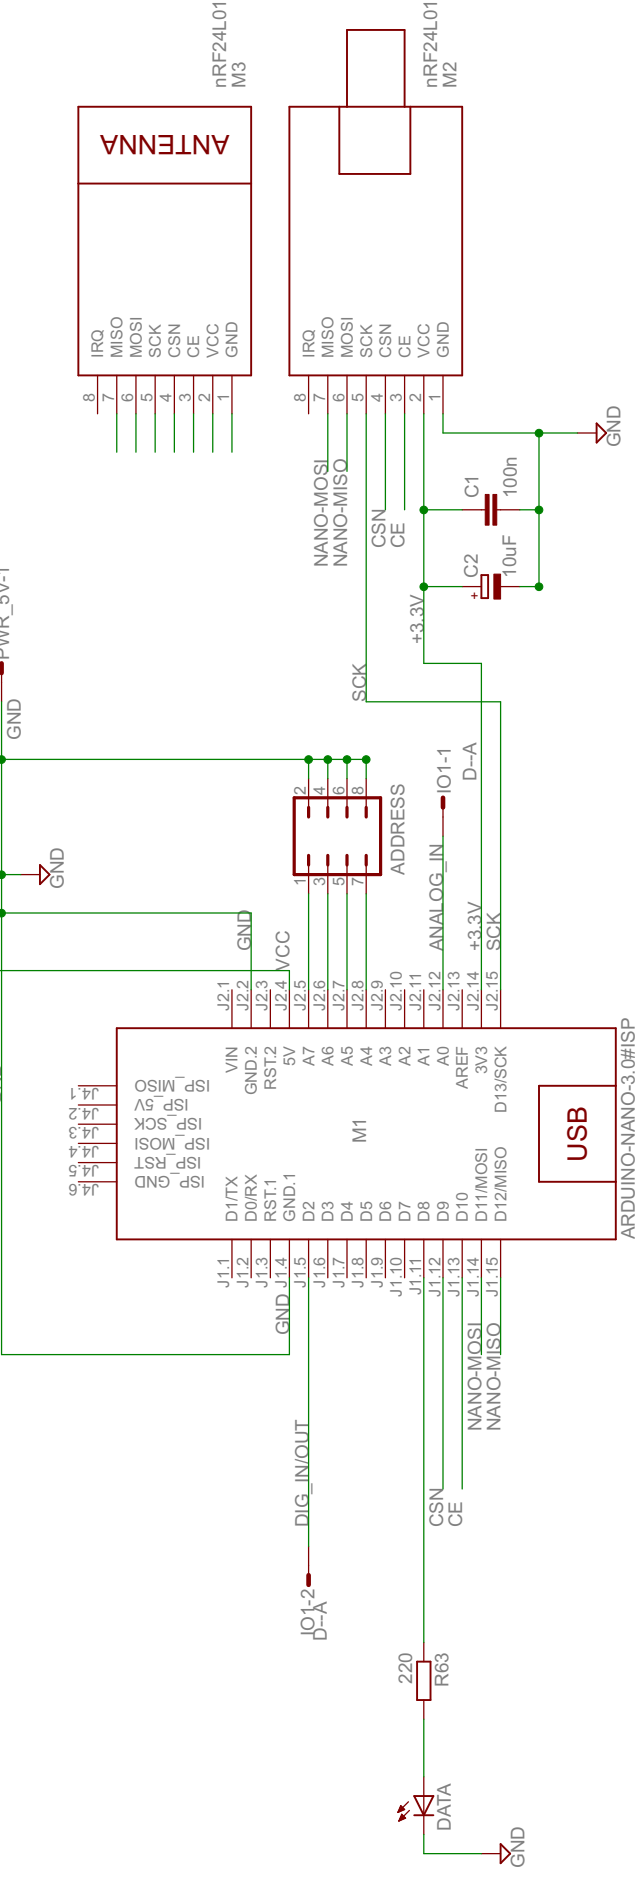 nRF24L01
M3
ANTENNA
IRQ
MISO
MOSI
SCK
CSN
CE
VCC
GND
8
7
6
5
4
3
2
1
nRF24L01
M2
IRQ
MISO
MOSI
SCK
CSN
CE
VCC
GND
8
7
6
5
4
3
2
1
NANO-MOSI
NANO-MISO
SCK
CSN
CE
+3.3V
C1
100n
C2
10uF
+
GND
PWR_5V-1
GND
GND
GND
VCC
2
4
6
8
1
3
5
7
ADDRESS
IO1-1
D--A
ANALOG_IN
+3.3V
SCK
J2.1
J2.2
J2.3
J2.4
J2.5
J2.6
J2.7
J2.8
J2.9
J2.10
J2.11
J2.12
J2.13
J2.14
J2.15
VIN
GND.2
RST.2
5V
A7
A6
A5
A4
A3
A2
A1
A0
AREF
3V3
D13/SCK
J4.1
J4.2
J4.3
J4.4
J4.5
J4.6
ISP_MISO
ISP_5V
ISP_SCK
ISP_MOSI
ISP_RST
ISP_GND
M1
USB
ARDUINO-NANO-3.0#ISP
D1/TX
D0/RX
RST.1
GND.1
D2
D3
D4
D5
D6
D7
D8
D9
D10
D11/MOSI
D12/MISO
J1.1
J1.2
J1.3
J1.4
J1.5
J1.6
J1.7
J1.8
J1.9
J1.10
J1.11
J1.12
J1.13
J1.14
J1.15
GND
DIG_IN/OUT
IO1-2
D--A
CSN
CE
NANO-MOSI
NANO-MISO
220
R63
DATA
GND